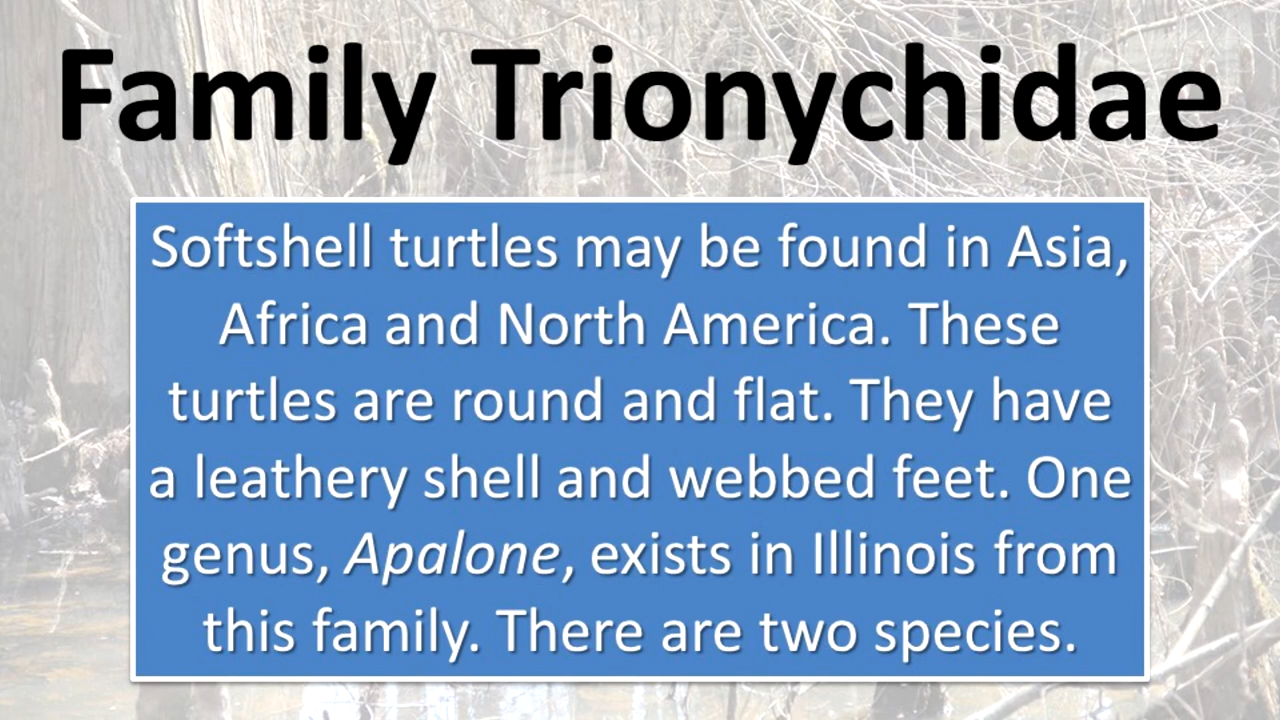 Family Trionychidae
Softshell turtles may be found in Asia,
Africa and North America. These
turtles are round and flat. They have
a leathery shell and webbed feet. One
genus, Apalone, exists in Illinois from
this family. There are two species.